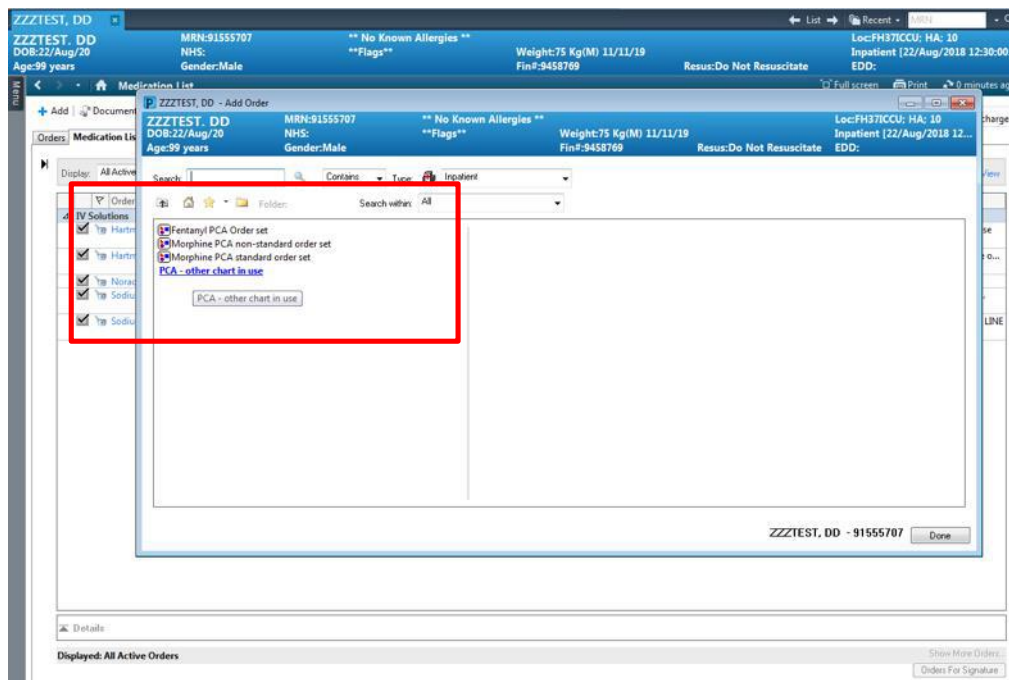 ZZZTEST, DD
List
Recent
MRN
ZZZTEST, DD MRN:91555707 ** No Known Allergies ** Loc:FH37ICCU; HA: 10
DOB:22/Aug/20 NHS: **Flags** Weight:75 Kg(M) 11/11/19 Inpatient [22/Aug/2018 12:30:00
Age:99 years Gender:Male Fin#:9458769 Resus:Do Not Resuscitate EDD:
Menu
Medication List
Full screen Print 0 minutes ag
Add Document charge
ZZZTEST, DD - Add Order
ZZZTEST, DD MRN:91555707 ** No Known Allergies ** Loc:FH37ICCU; HA: 10
DOB:22/Aug/20 NHS: **Flags** Weight:75 Kg(M) 11/11/19 Inpatient [22/Aug/2018 12...
Age:99 years Gender:Male Fin#:9458769 Resus:Do Not Resuscitate EDD:
Orders Medication Lis
Display: All Active View
Search: Contains Type: Inpatient
Folder: Search within: All
Order
IV Solutions
Hartm se
Hartm e o...
Norad
Sodiu
Sodiu LINE
Fentanyl PCA Order set
Morphine PCA non-standard order set
Morphine PCA standard order set
PCA - other chart in use
PCA - other chart in use
ZZZTEST, DD - 91555707 Done
Details
Displayed: All Active Orders Show More Orders...
Orders For Signature